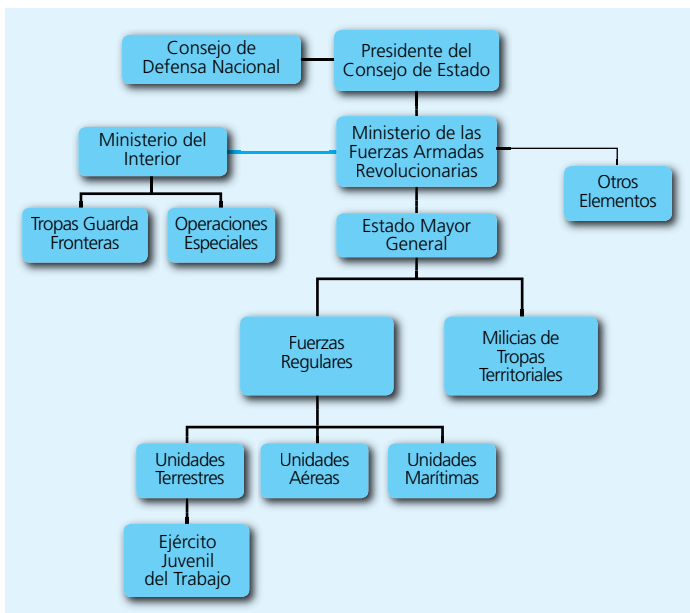 Consejo de
Defensa Nacional
Presidente del
Consejo de Estado
Ministerio del
Interior
Ministerio de las
Fuerzas Armadas
Revolucionarias
Otros
Elementos
Tropas Guarda
Fronteras
Operaciones
Especiales
Estado Mayor
General
Fuerzas
Regulares
Milicias de
Tropas
Territoriales
Unidades
Terrestres
Unidades
Aéreas
Unidades
Marítimas
Ejército
Juvenil
del Trabajo